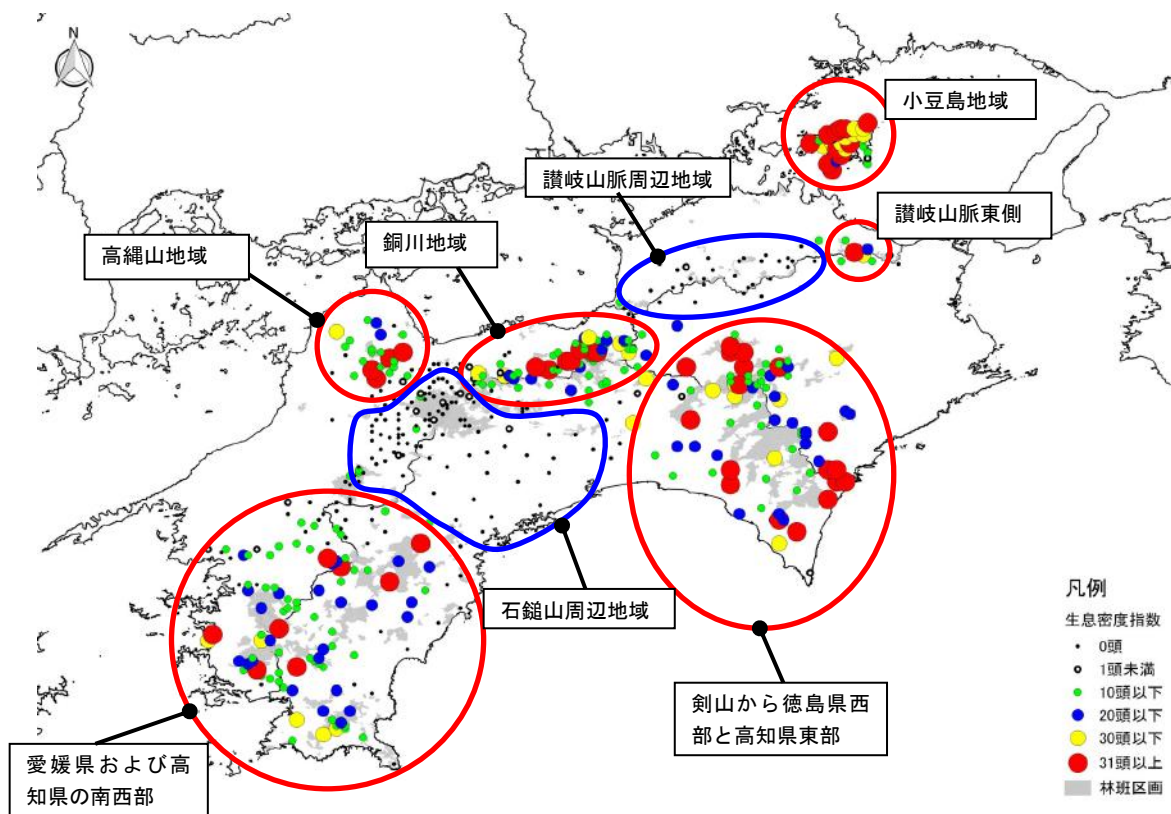 N
小豆島地域
讃岐山脈周辺地域
讃岐山脈東側
銅川地域
高縄山地域
石鎚山周辺地域
剣山から徳島県西
部と高知県東部
愛媛県および高
知県の南西部
凡例
生息密度指数
0頭
1頭未満
10頭以下
20頭以下
30頭以下
31頭以上
林班区画